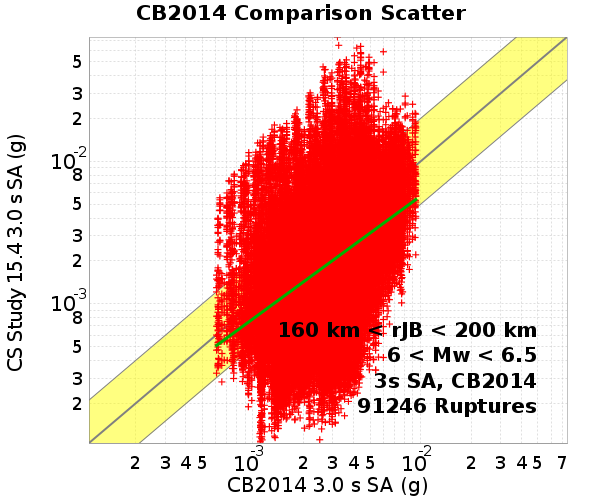 CB2014 Comparison Scatter
CS Study 15.4 3.0 s SA (g)
5
3
2
10-2
8
5
3
2
10-3
8
5
3
2
160 km < rJB < 200 km
6 < Mw < 6.5
3s SA, CB2014
91246 Ruptures
2 3 4 5 10-3 2 3 4 5 10-2 2 3 4 5 7
CB2014 3.0 s SA (g)